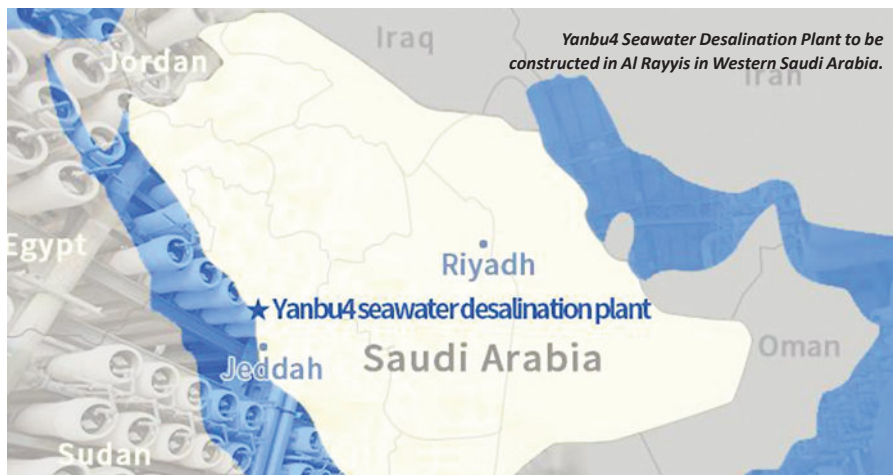 Yanbu4 Seawater Desalination Plant to be
constructed in Al Rayyis in Western Saudi Arabia.
Iraq
Jordan
Iran
Egypt
Riyadh
★ Yanbu4 seawater desalination plant
Jeddah
Saudi Arabia
Oman
Sudan